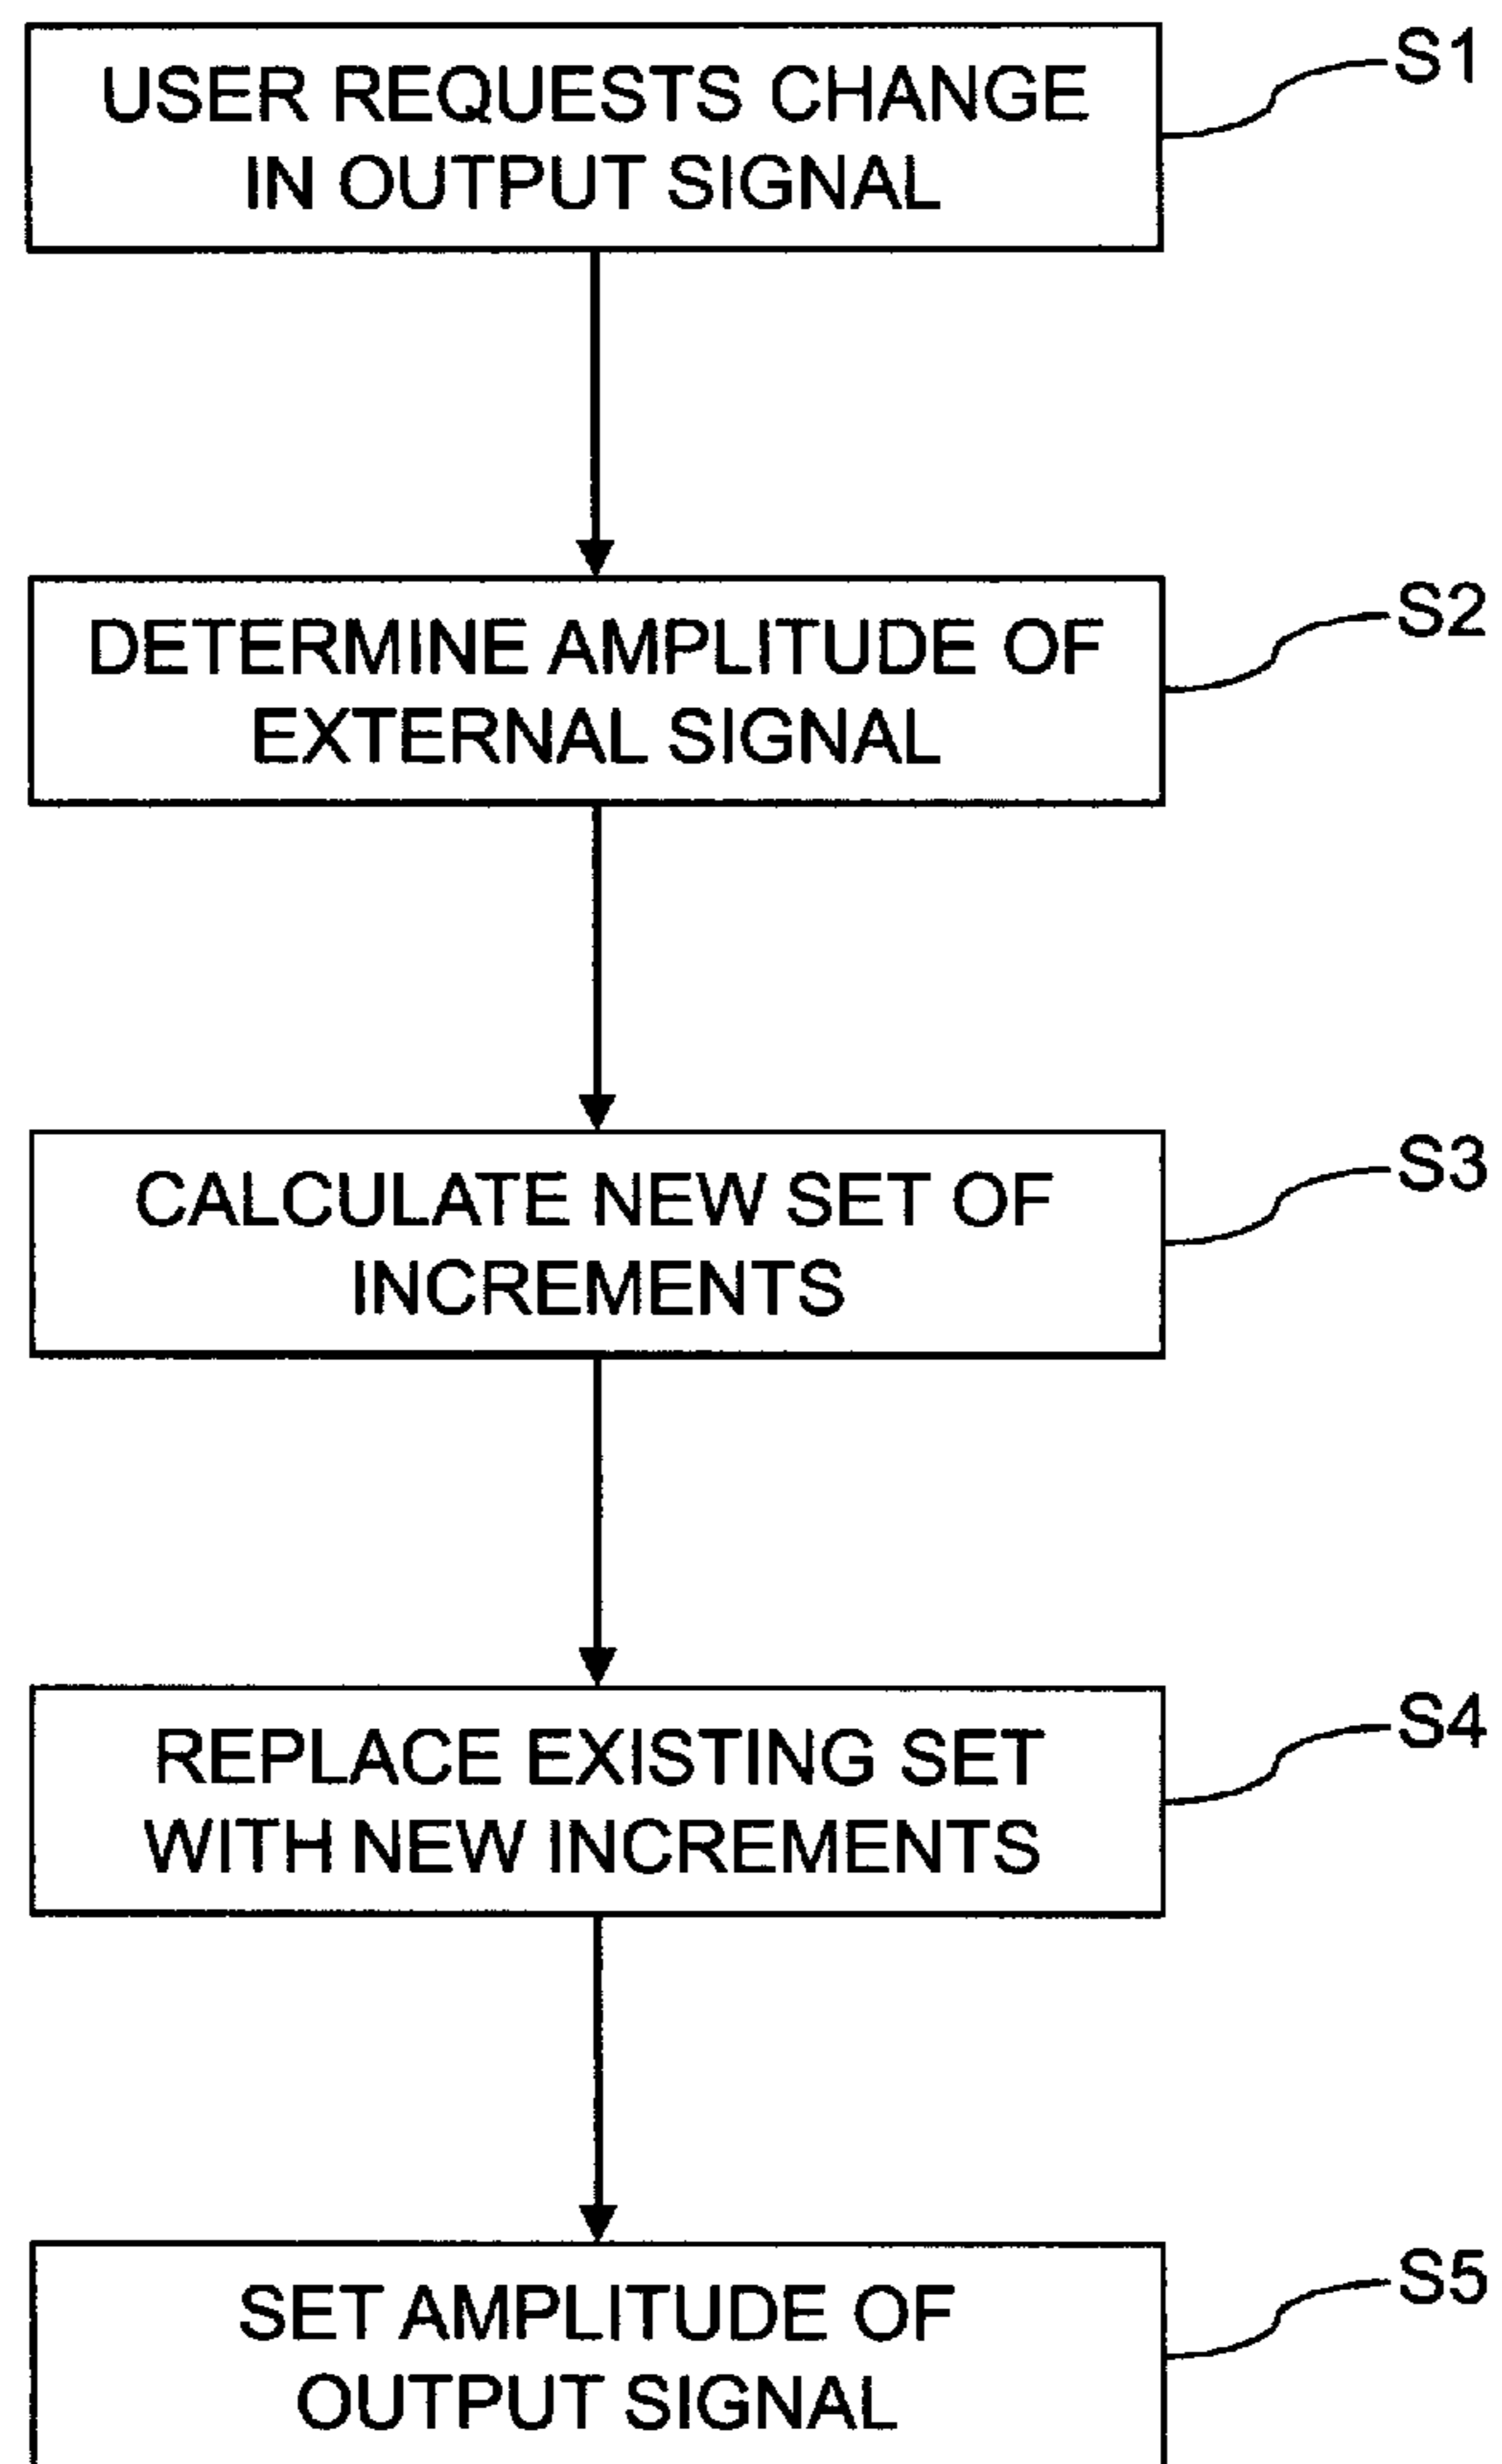 USER REQUESTS CHANGE
IN OUTPUT SIGNAL
S1
DETERMINE AMPLITUDE OF
EXTERNAL SIGNAL
S2
CALCULATE NEW SET OF
INCREMENTS
S3
REPLACE EXISTING SET
WITH NEW INCREMENTS
S4
SET AMPLITUDE OF
OUTPUT SIGNAL
S5